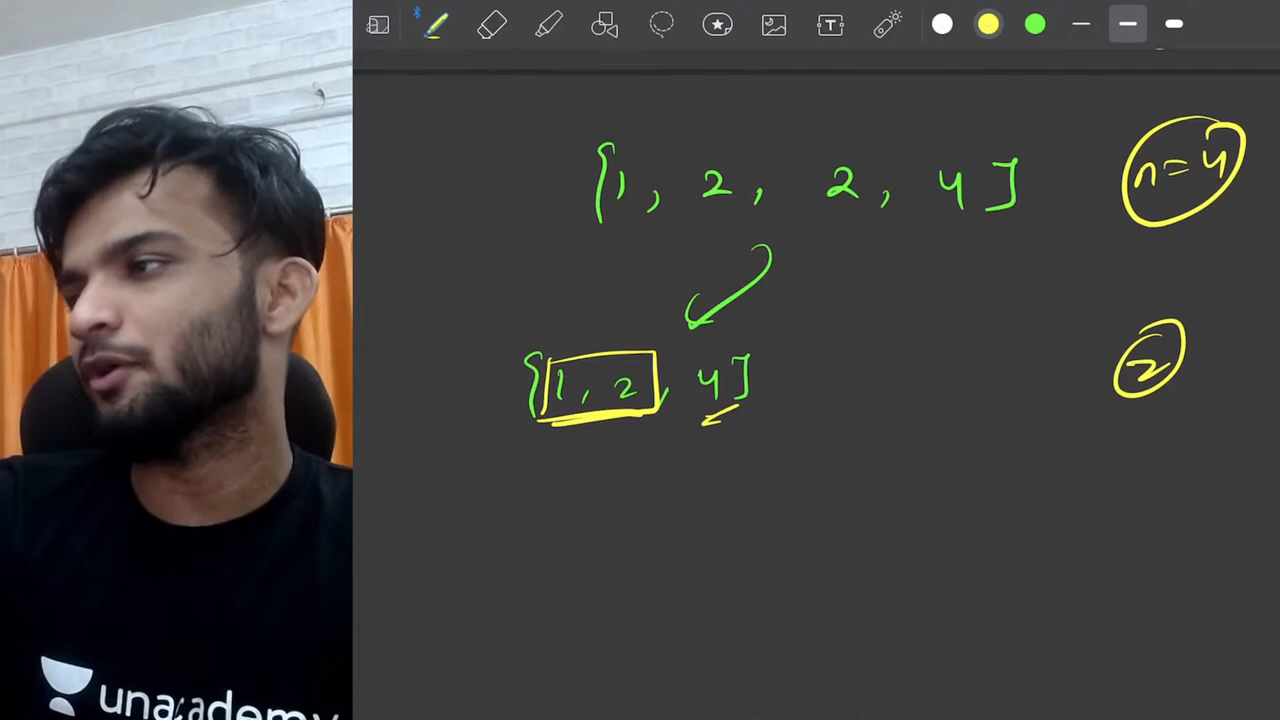 [1, 2, 2, 4]
n=4
[1, 2, 4]
2
unacademy